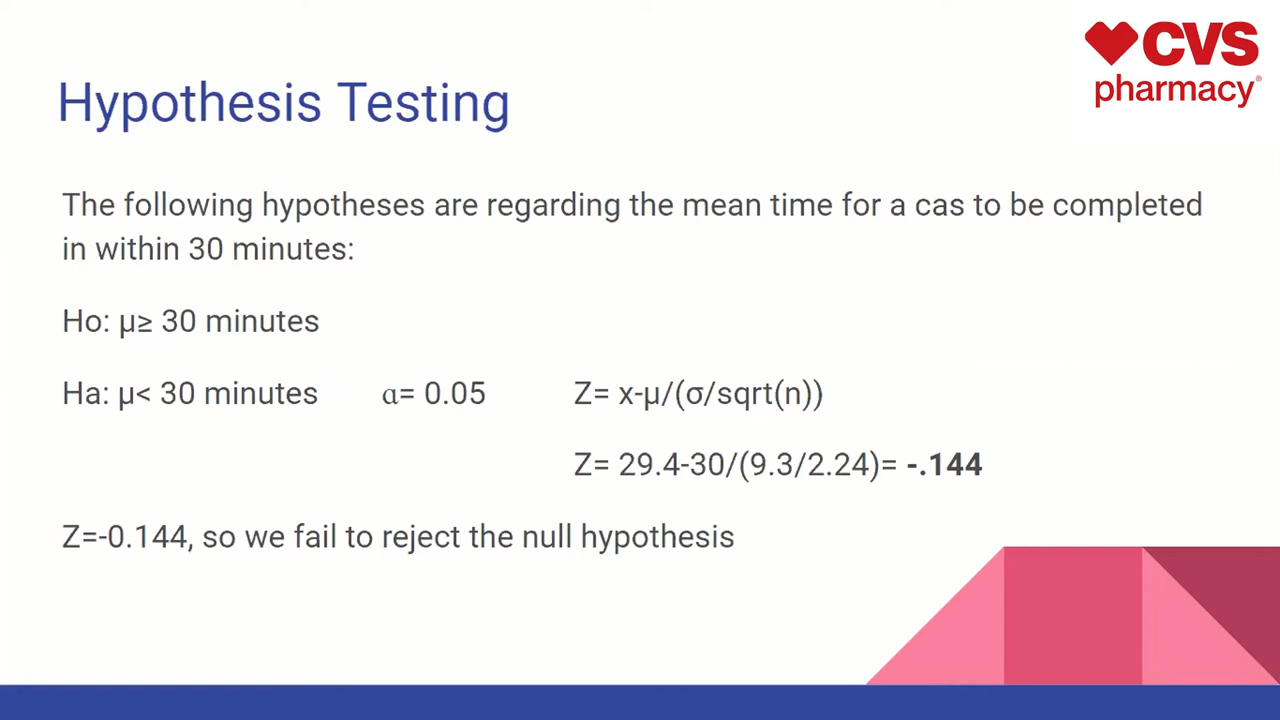 CVS
pharmacy®
Hypothesis Testing
The following hypotheses are regarding the mean time for a cas to be completed
in within 30 minutes:
Ho: μ≥ 30 minutes
Ha: μ< 30 minutes α= 0.05 Z= x-μ/(σ/sqrt(n))
Z= 29.4-30/(9.3/2.24)= -.144
Z=-0.144, so we fail to reject the null hypothesis